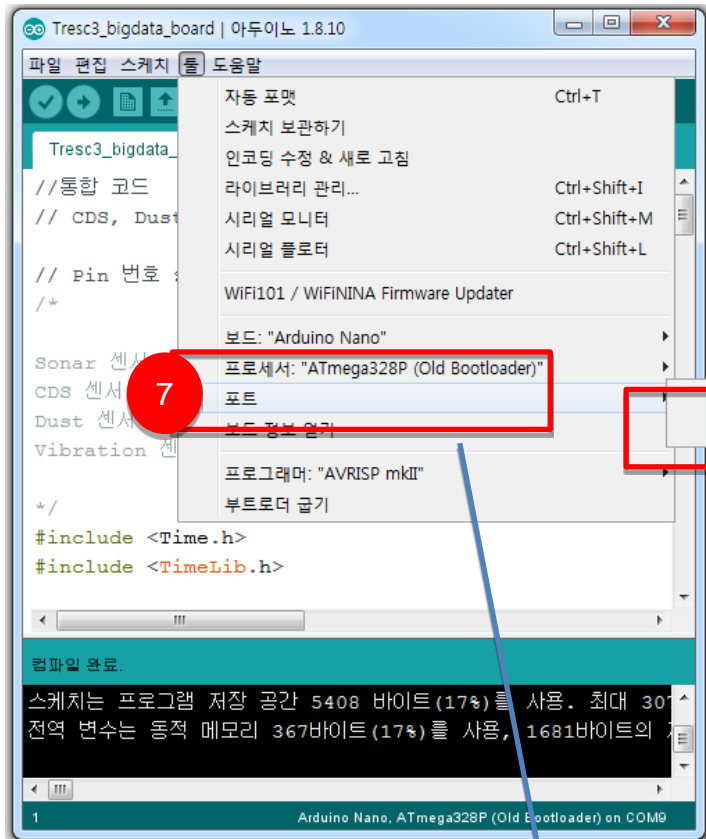 Tresc3_bigdata_board | 아두이노 1.8.10
파일 편집 스케치 툴 도움말
자동 포맷 Ctrl+T
스케치 보관하기
Tresc3_bigdata_
인코딩 수정 & 새로 고침
//통합 코드
라이브러리 관리... Ctrl+Shift+I
// CDS, Dust
시리얼 모니터 Ctrl+Shift+M
시리얼 플로터 Ctrl+Shift+L
// Pin 번호
/*
WiFi101 / WiFiNINA Firmware Updater
보드: "Arduino Nano"
Sonar 센서
프로세서: "ATmega328P (Old Bootloader)"
CDS 센서
7
포트
Dust 센서
보드 정보 얻기
Vibration 센
프로그래머: "AVRISP mkII"
*/
부트로더 굽기
#include <Time.h>
#include <TimeLib.h>
컴파일 완료.
스케치는 프로그램 저장 공간 5408 바이트(17%)를 사용. 최대 307
전역 변수는 동적 메모리 367바이트(17%)를 사용, 1681바이트의
1 Arduino Nano, ATmega328P (Old Bootloader) on COM9